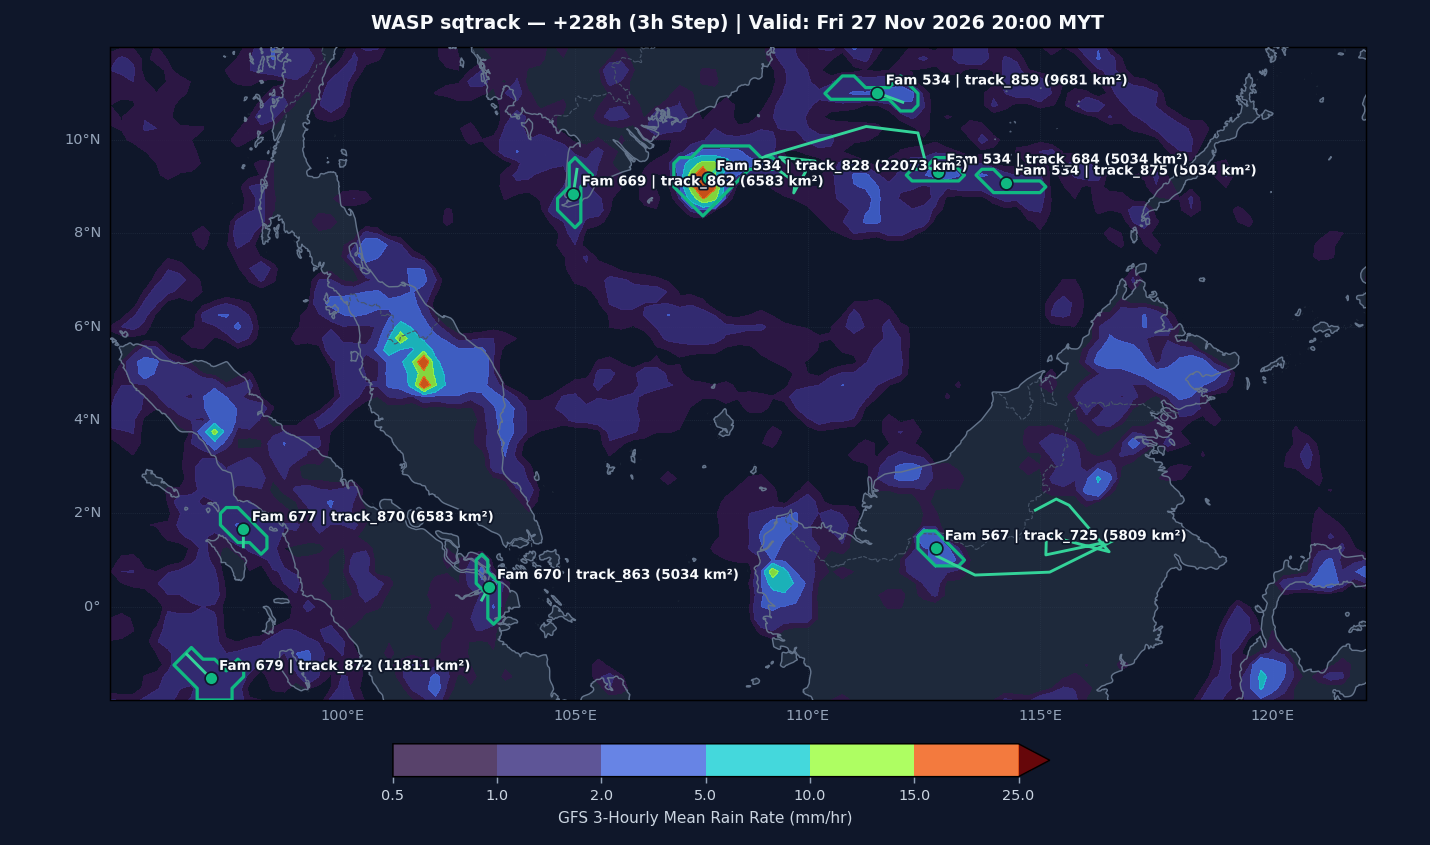 WASP sqtrack — +228h (3h Step) | Valid: Fri 27 Nov 2026 20:00 MYT
Fam 534 | track_859 (9681 km²)
10°N
Fam 534 | track_684 (5034 km²)
Fam 534 | track_828 (22073 km²)
Fam 534 | track_875 (5034 km²)
Fam 669 | track_862 (6583 km²)
8°N
6°N
4°N
2°N
Fam 677 | track_870 (6583 km²)
Fam 567 | track_725 (5809 km²)
Fam 670 | track_863 (5034 km²)
0°
Fam 679 | track_872 (11811 km²)
100°E 105°E 110°E 115°E 120°E
0.5 1.0 2.0 5.0 10.0 15.0 25.0
GFS 3-Hourly Mean Rain Rate (mm/hr)